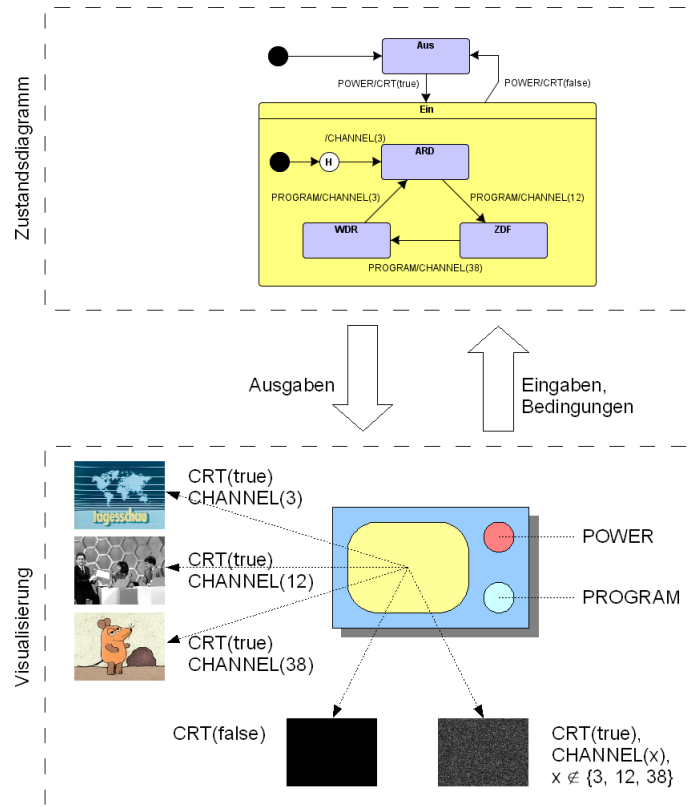 Zustandsdiagramm
Aus
POWER/CRT(true)
POWER/CRT(false)
Ein
/CHANNEL(3)
H
ARD
PROGRAM/CHANNEL(3)
PROGRAM/CHANNEL(12)
WDR
ZDF
PROGRAM/CHANNEL(38)
Ausgaben
Eingaben,
Bedingungen
Visualisierung
tagesschau
CRT(true)
CHANNEL(3)
CRT(true)
CHANNEL(12)
CRT(true)
CHANNEL(38)
POWER
PROGRAM
CRT(false)
CRT(true),
CHANNEL(x),
x ∉ {3, 12, 38}